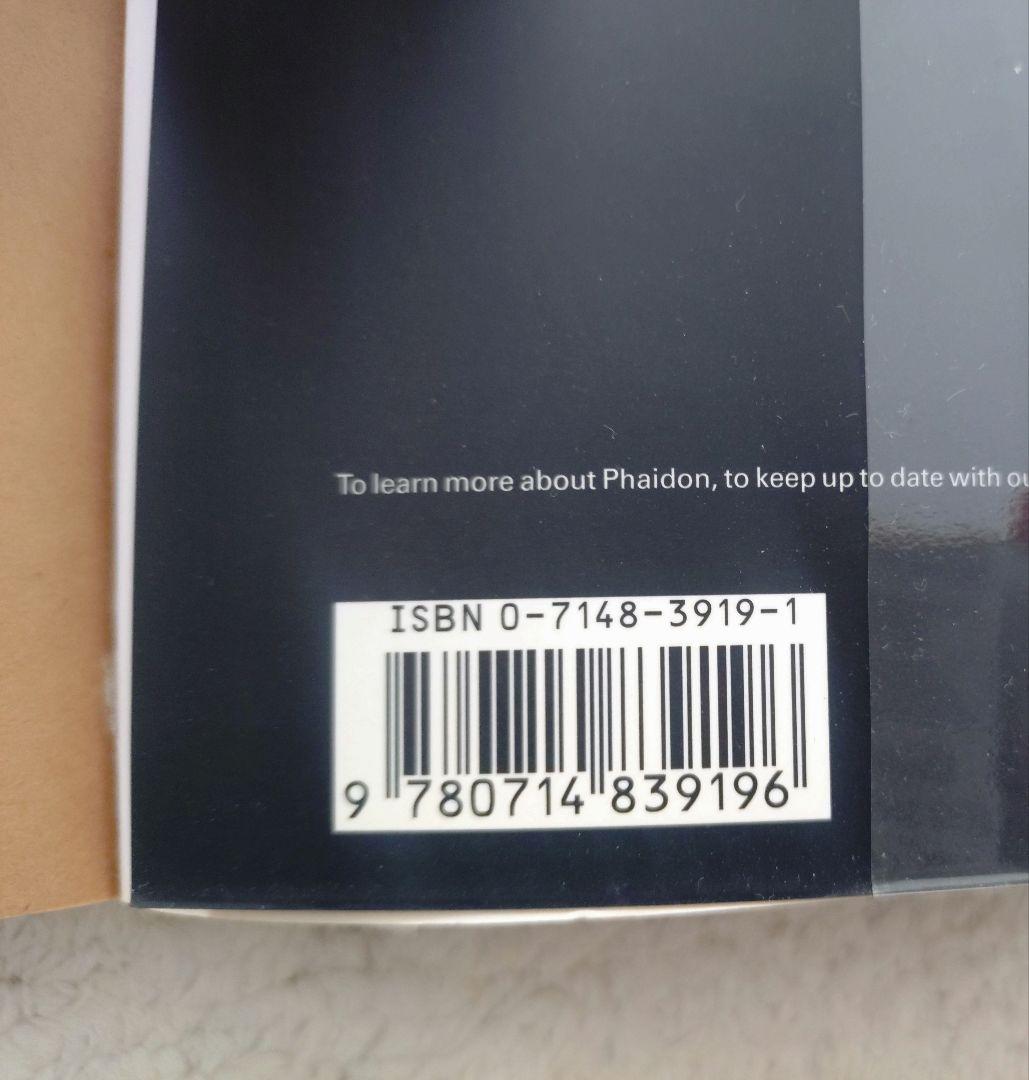 To learn more about Phaidon, to keep up to date with
ISBN 0-7148-3919-1
9 780714 839196